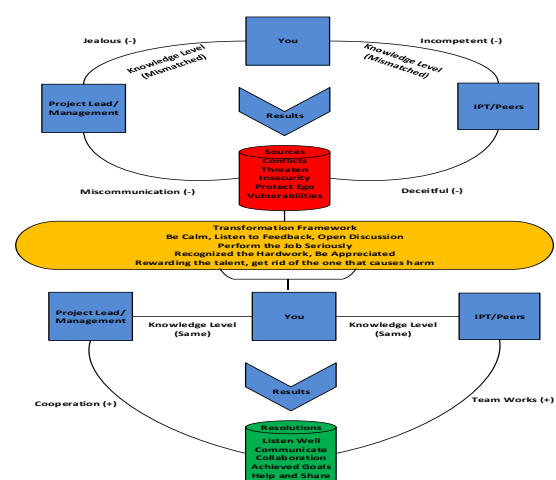 You
Jealous (-)
Incompetent (-)
Knowledge Level
(Mismatched)
Knowledge Level
(Mismatched)
Project Lead/
Management
IPT/Peers
Results
Sources
Conflicts
Threaten
Insecurity
Protect Ego
Vulnerabilities
Miscommunication (-)
Deceitful (-)
Transformation Framework
Be Calm, Listen to Feedback, Open Discussion
Perform the Job Seriously
Recognized the Hardwork, Be Appreciated
Rewarding the talent, get rid of the one that causes harm
Project Lead/
Management
You
IPT/Peers
Knowledge Level
(Same)
Knowledge Level
(Same)
Results
Cooperation (+)
Team Works (+)
Resolutions
Listen Well
Communicate
Collaboration
Achieved Goals
Help and Share